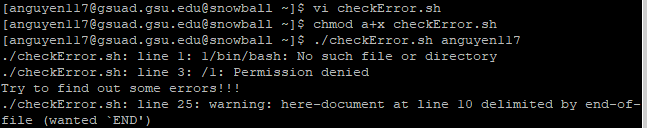 [anguyen117@gsuad.gsu.edu@snowball ~]$ vi checkError.sh
[anguyen117@gsuad.gsu.edu@snowball ~]$ chmod a+x checkError.sh
[anguyen117@gsuad.gsu.edu@snowball ~]$ ./checkError.sh anguyen117
./checkError.sh: line 1: 1/bin/bash: No such file or directory
./checkError.sh: line 3: /1: Permission denied
Try to find out some errors!!!
./checkError.sh: line 25: warning: here-document at line 10 delimited by end-of-
file (wanted `END')